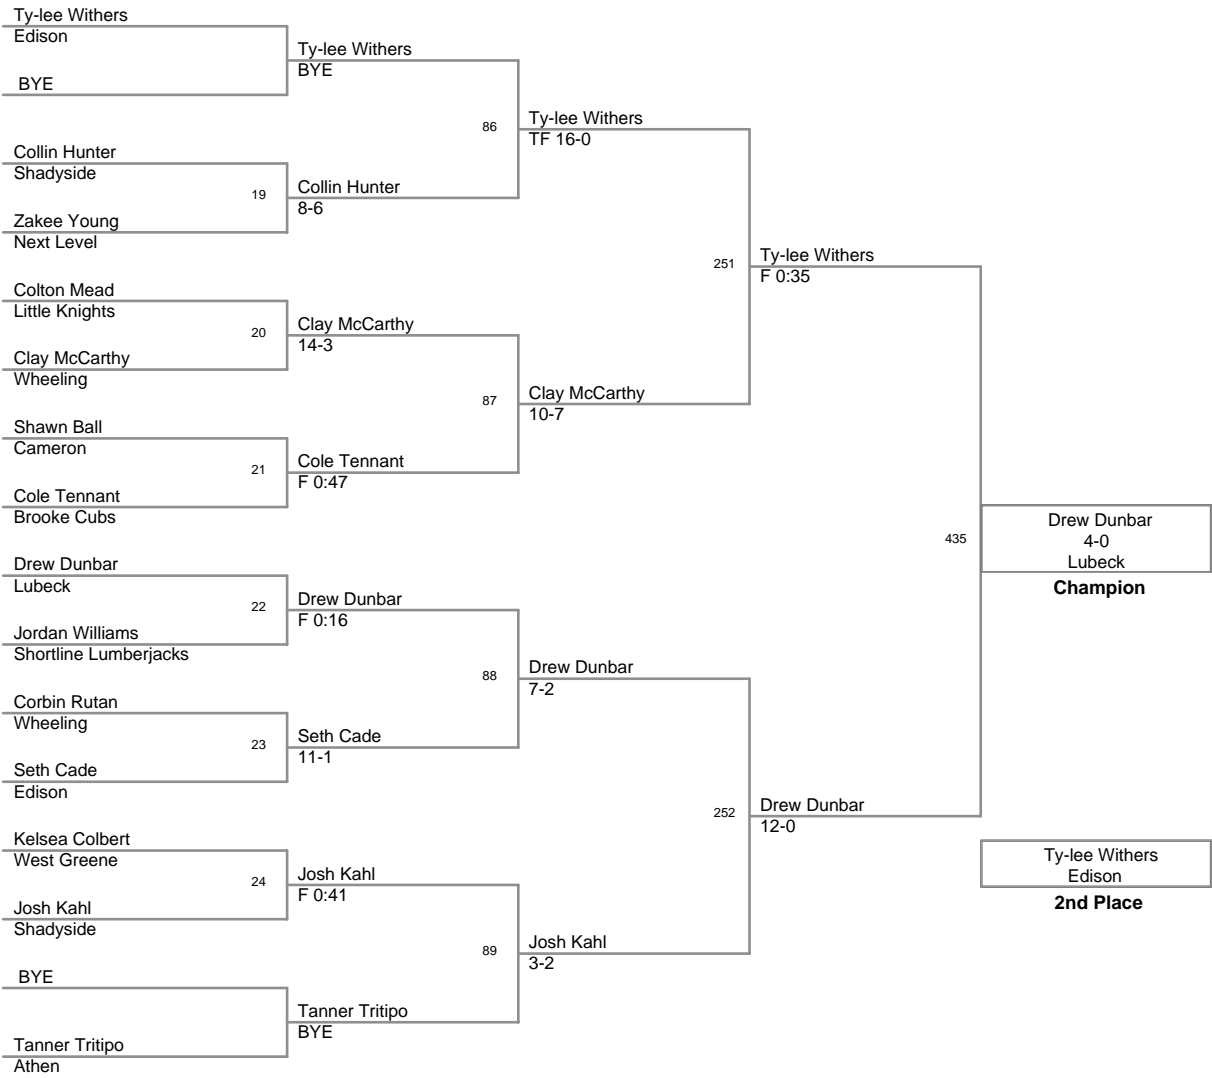 Ty-lee Withers
Edison
BYE
Collin Hunter
Shadyside
19
Zakee Young
Next Level
Colton Mead
Little Knights
20
Clay McCarthy
Wheeling
Shawn Ball
Cameron
21
Cole Tennant
Brooke Cubs
Drew Dunbar
Lubeck
22
Jordan Williams
Shortline Lumberjacks
Corbin Rutan
Wheeling
23
Seth Cade
Edison
Kelsea Colbert
West Greene
24
Josh Kahl
Shadyside
BYE
Tanner Tritipo
Athen
Ty-lee Withers
BYE
86
Collin Hunter
8-6
Clay McCarthy
14-3
87
Cole Tennant
F 0:47
Drew Dunbar
F 0:16
88
Seth Cade
11-1
Josh Kahl
F 0:41
89
Tanner Tritipo
BYE
Ty-lee Withers
TF 16-0
251
Clay McCarthy
10-7
Drew Dunbar
7-2
252
Josh Kahl
3-2
Ty-lee Withers
F 0:35
435
Drew Dunbar
12-0
Drew Dunbar
4-0
Lubeck
Champion
Ty-lee Withers
Edison
2nd Place